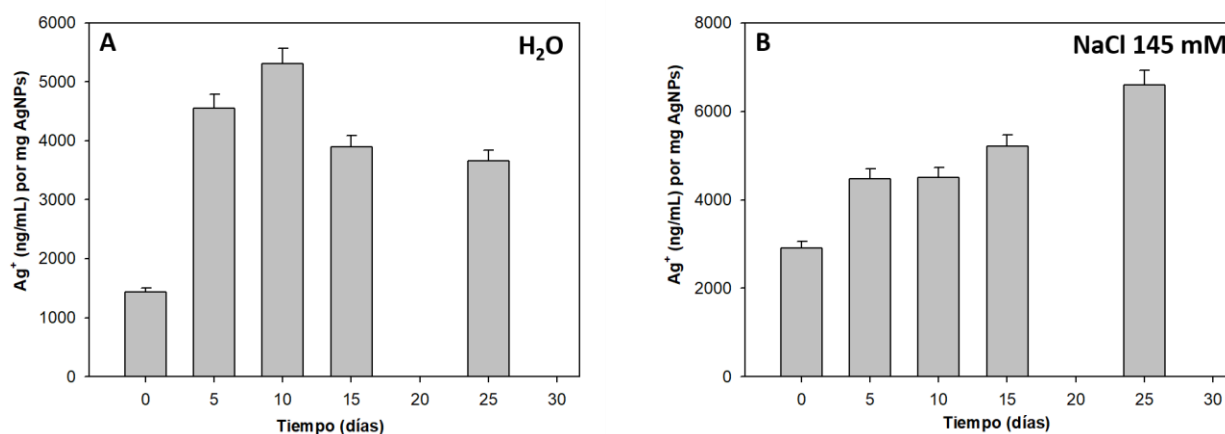 A
H₂O
6000
5000
4000
3000
2000
1000
0
Ag⁺ (ng/mL) por mg AgNPs)
0 5 10 15 20 25 30
Tiempo (días)
B
NaCl 145 mM
8000
6000
4000
2000
0
Ag⁺ (ng/mL) por mg AgNPs)
0 5 10 15 20 25 30
Tiempo (días)